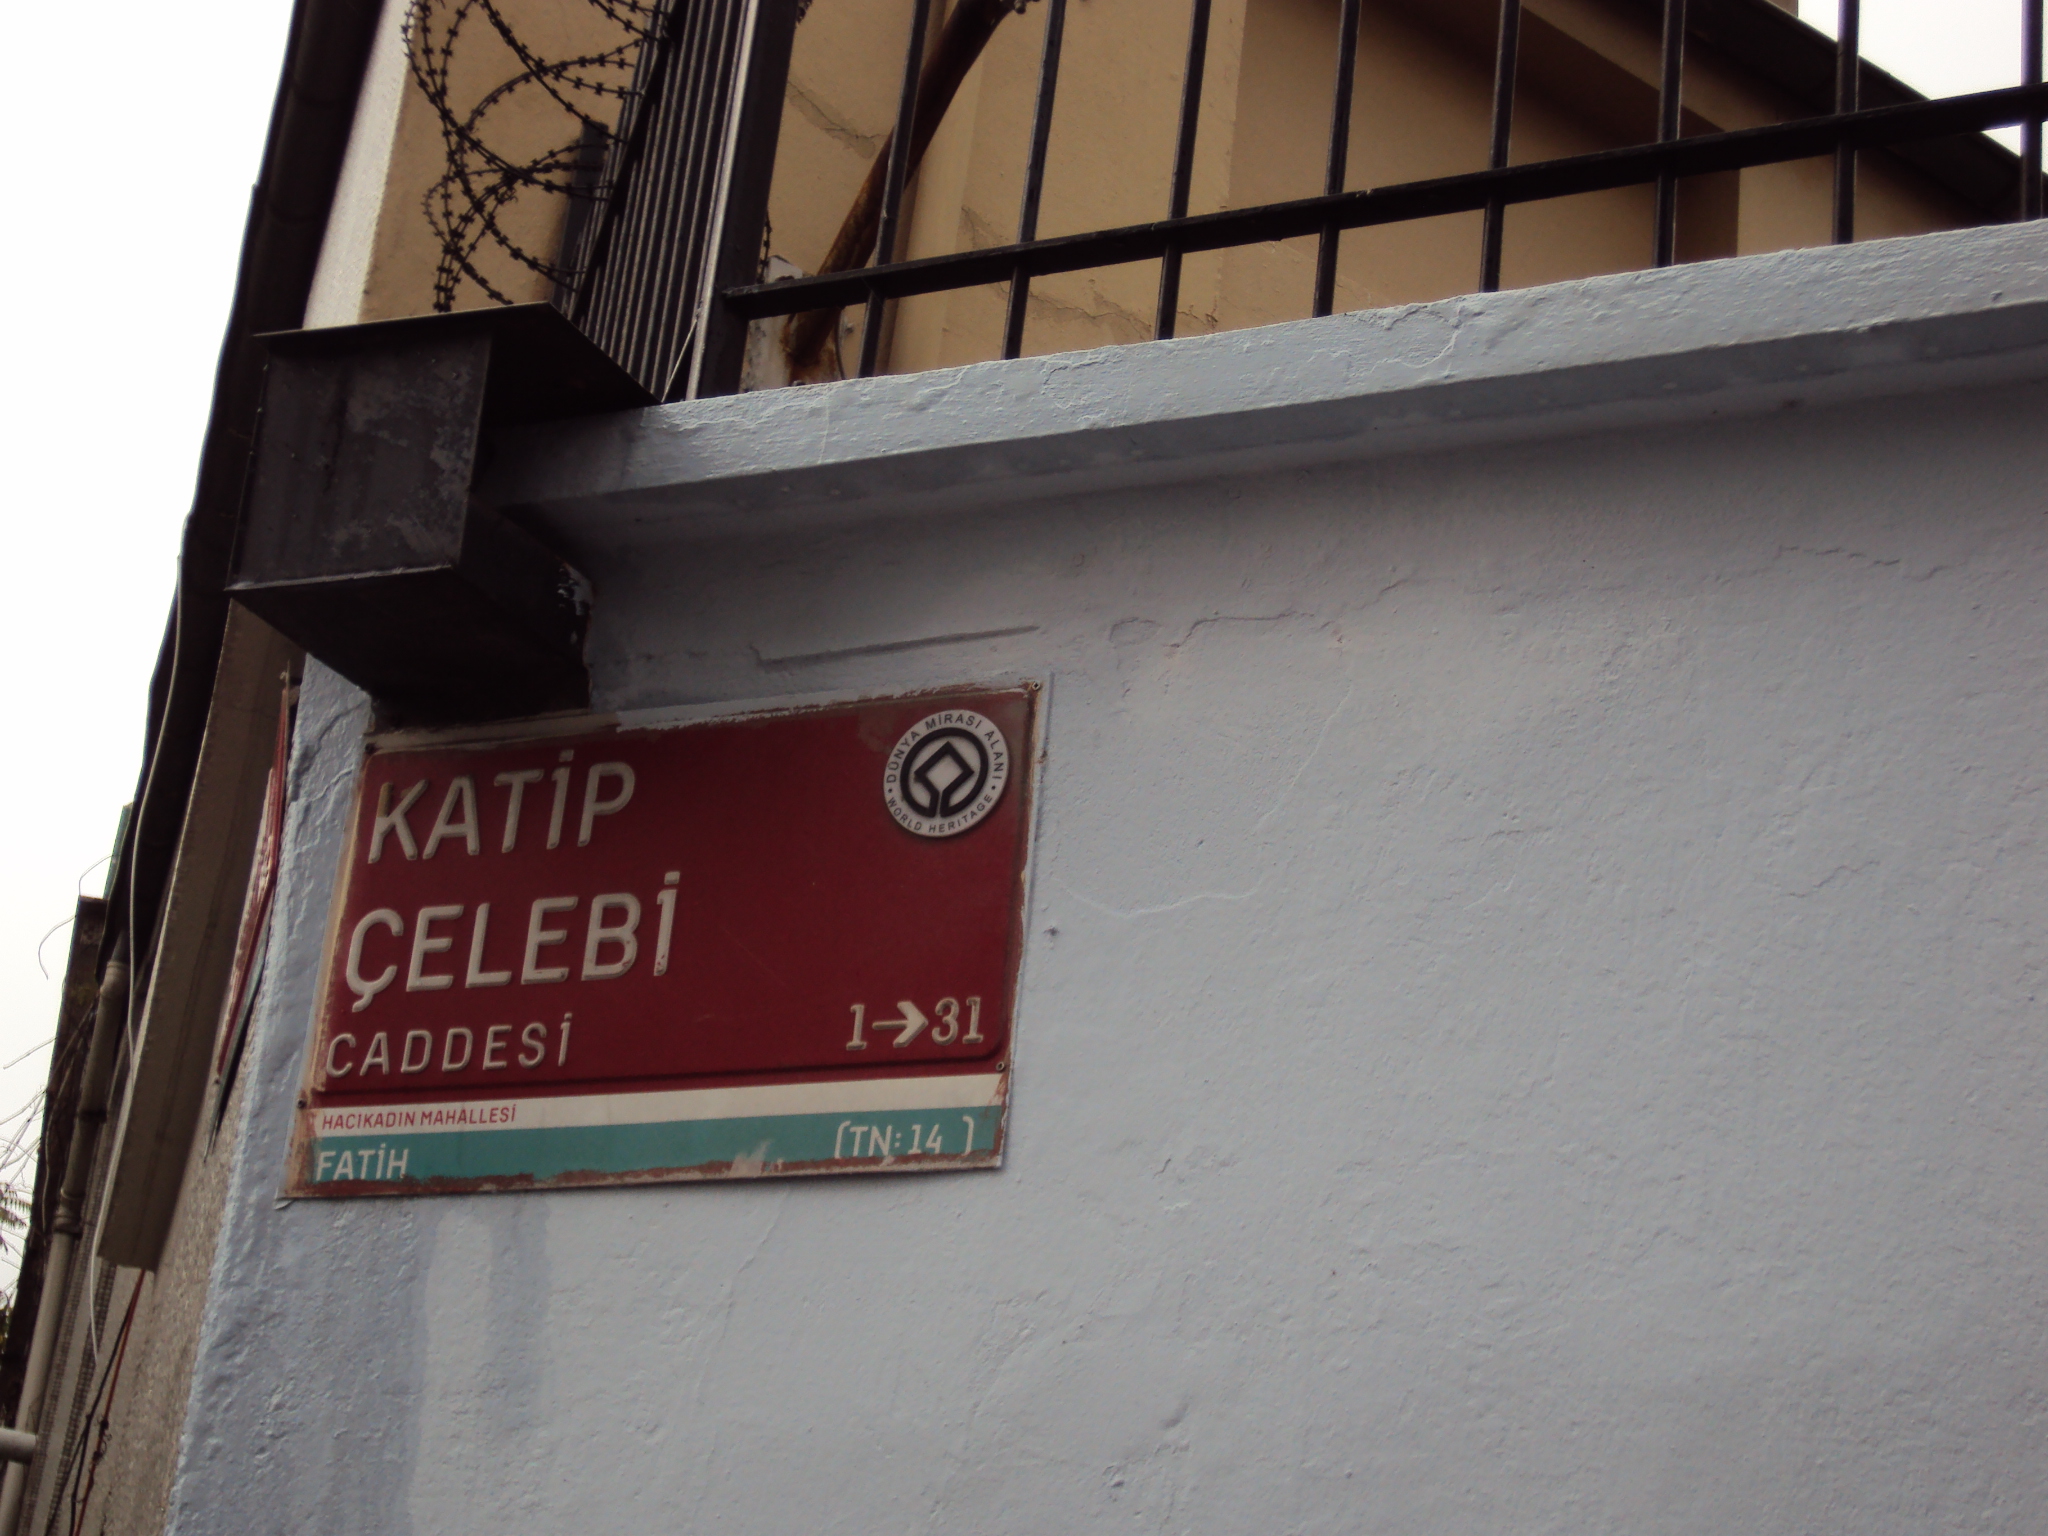 DÜNYA MİRASI ALANI
WORLD HERITAGE
KATİP
ÇELEBİ
CADDESİ
1→31
HACIKADIN MAHALLESİ
FATİH
(TN: 14 )